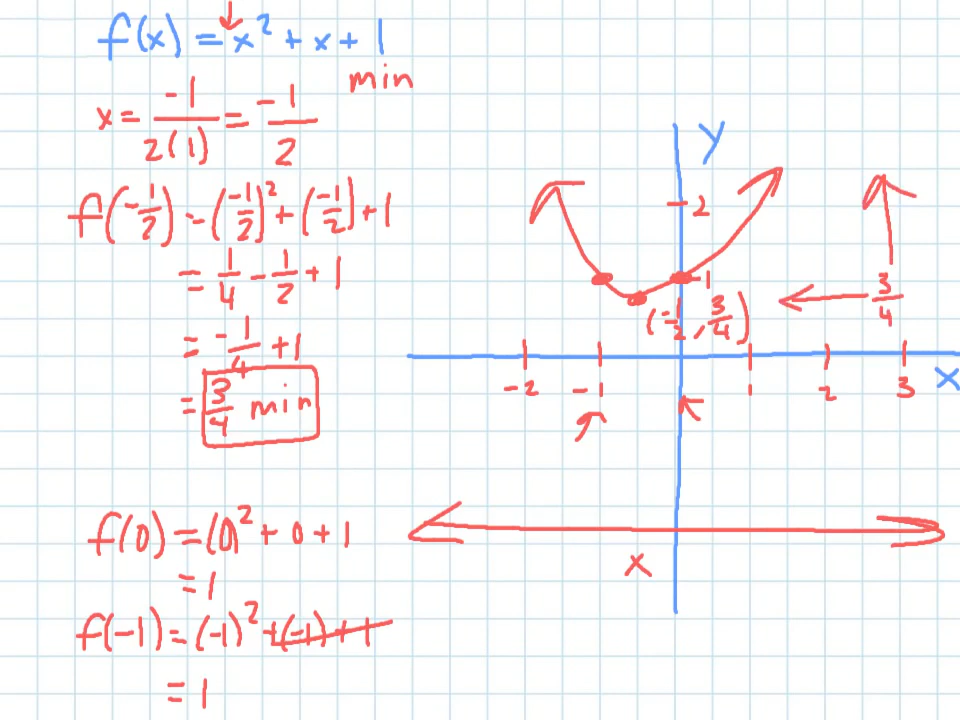 f(x) = x² + x + 1
min
x = -1/2(1) = -1/2
f(-1/2) = (-1/2)² + (-1/2) + 1
= 1/4 - 1/2 + 1
= -1/4 + 1
= 3/4 min
f(0) = (0)² + 0 + 1
= 1
f(-1) = (-1)² + (-1) + 1
= 1
y
2
1
(-1/2, 3/4)
3/4
-2 -1 1 2 3
x
x